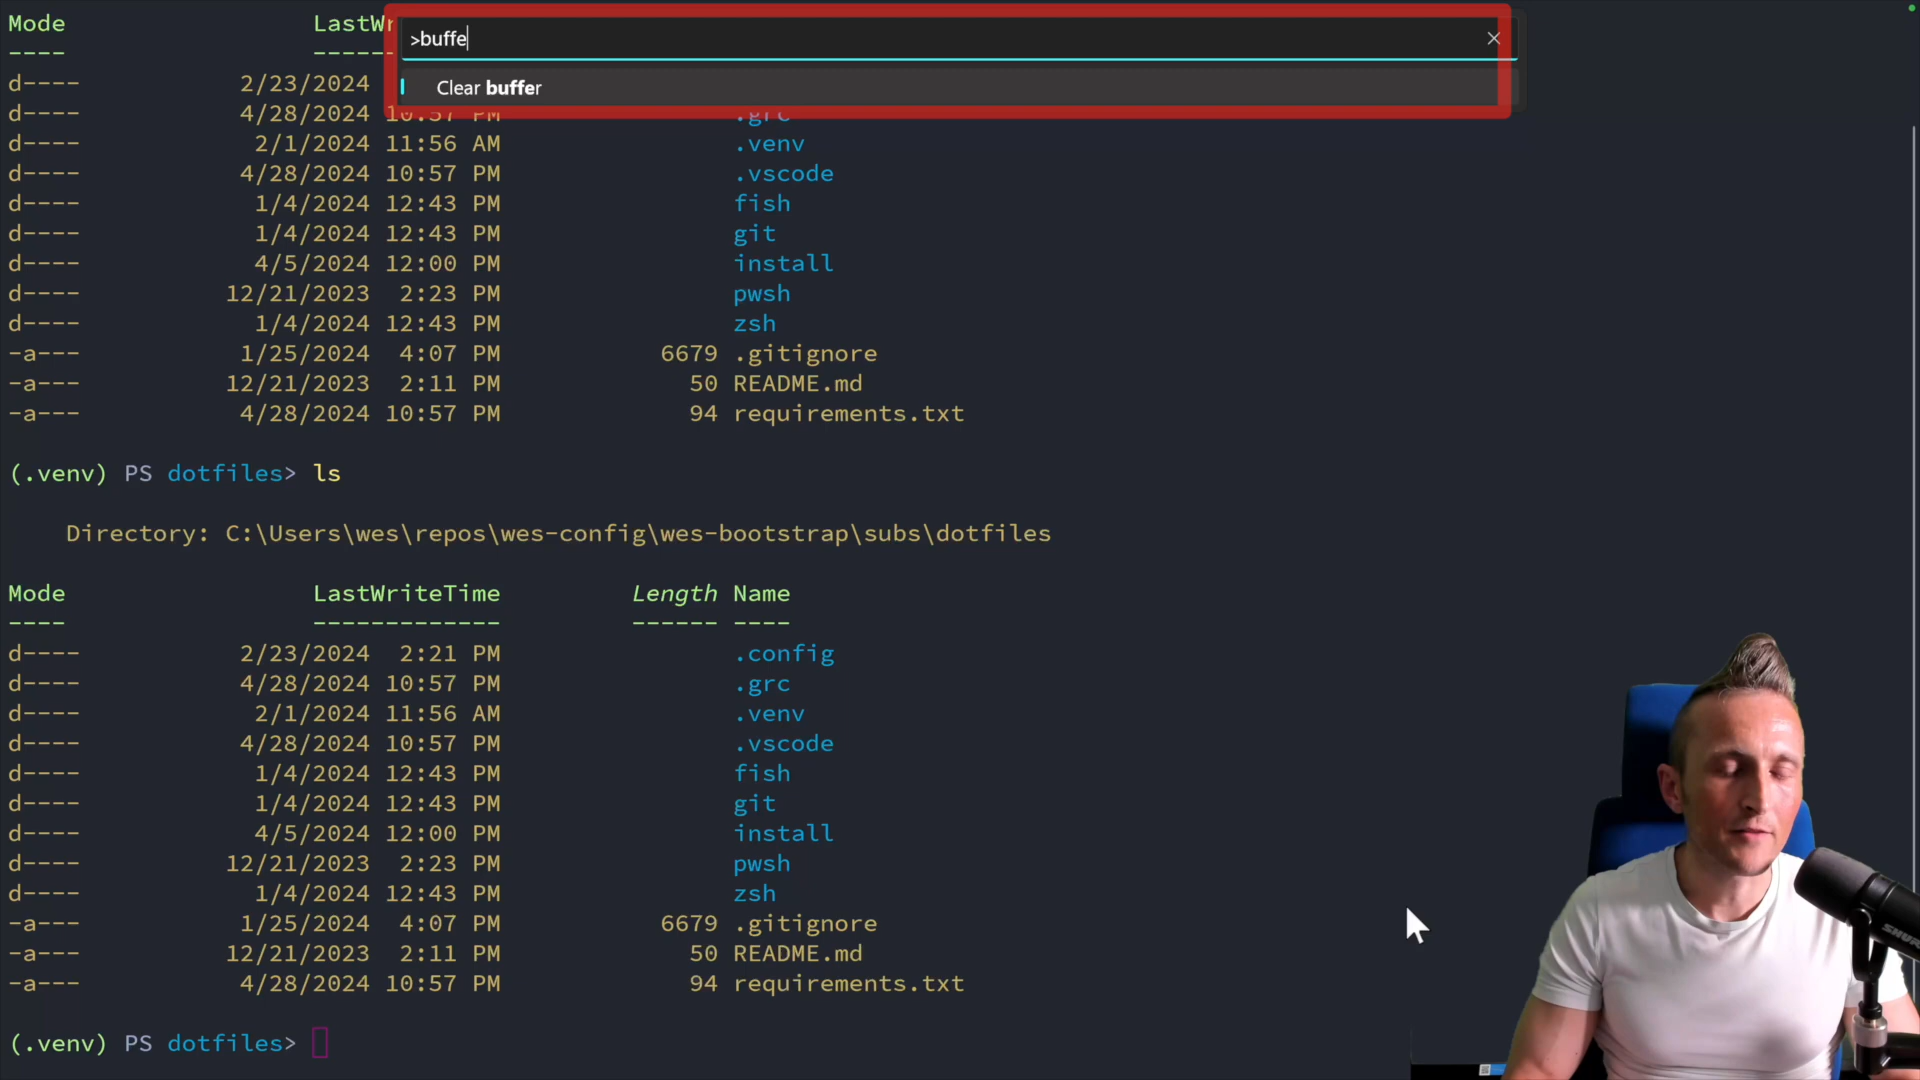 Mode LastWr
---- -----
>buffe
Clear buffer
d---- 2/23/2024
d---- 4/28/2024 10:57 PM .grc
d---- 2/1/2024 11:56 AM .venv
d---- 4/28/2024 10:57 PM .vscode
d---- 1/4/2024 12:43 PM fish
d---- 1/4/2024 12:43 PM git
d---- 4/5/2024 12:00 PM install
d---- 12/21/2023 2:23 PM pwsh
d---- 1/4/2024 12:43 PM zsh
-a--- 1/25/2024 4:07 PM 6679 .gitignore
-a--- 12/21/2023 2:11 PM 50 README.md
-a--- 4/28/2024 10:57 PM 94 requirements.txt
(.venv) PS dotfiles> ls
Directory: C:\Users\wes\repos\wes-config\wes-bootstrap\subs\dotfiles
Mode LastWriteTime Length Name
---- ------------- ------ ----
d---- 2/23/2024 2:21 PM .config
d---- 4/28/2024 10:57 PM .grc
d---- 2/1/2024 11:56 AM .venv
d---- 4/28/2024 10:57 PM .vscode
d---- 1/4/2024 12:43 PM fish
d---- 1/4/2024 12:43 PM git
d---- 4/5/2024 12:00 PM install
d---- 12/21/2023 2:23 PM pwsh
d---- 1/4/2024 12:43 PM zsh
-a--- 1/25/2024 4:07 PM 6679 .gitignore
-a--- 12/21/2023 2:11 PM 50 README.md
-a--- 4/28/2024 10:57 PM 94 requirements.txt
(.venv) PS dotfiles>
SHURE